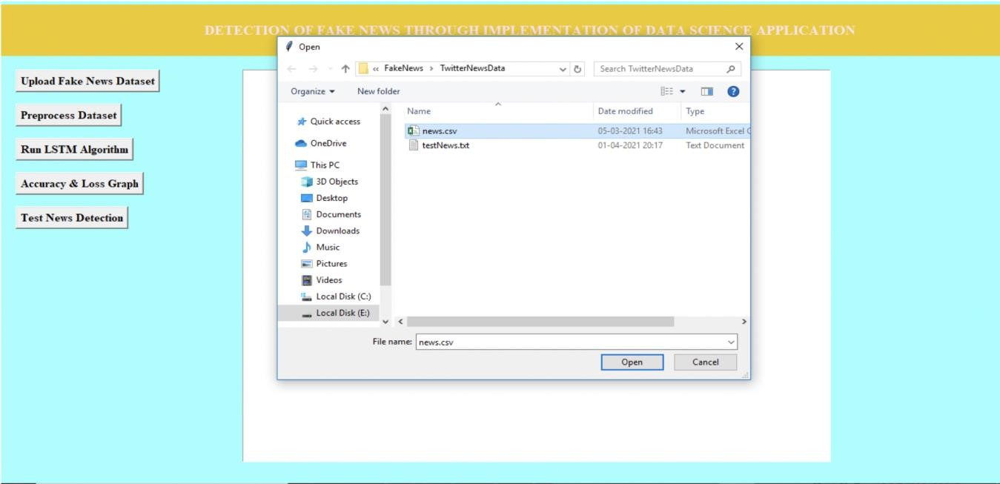 DETECTION OF FAKE NEWS THROUGH IMPLEMENTATION OF DATA SCIENCE APPLICATION
Upload Fake News Dataset
Preprocess Dataset
Run LSTM Algorithm
Accuracy & Loss Graph
Test News Detection
Open
« FakeNews › TwitterNewsData
Search TwitterNewsData
Organize
New folder
Quick access
OneDrive
This PC
3D Objects
Desktop
Documents
Downloads
Music
Pictures
Videos
Local Disk (C:)
Local Disk (E:)
Name Date modified Type
news.csv 05-03-2021 16:43 Microsoft Excel C
testNews.txt 01-04-2021 20:17 Text Document
File name: news.csv
Open Cancel